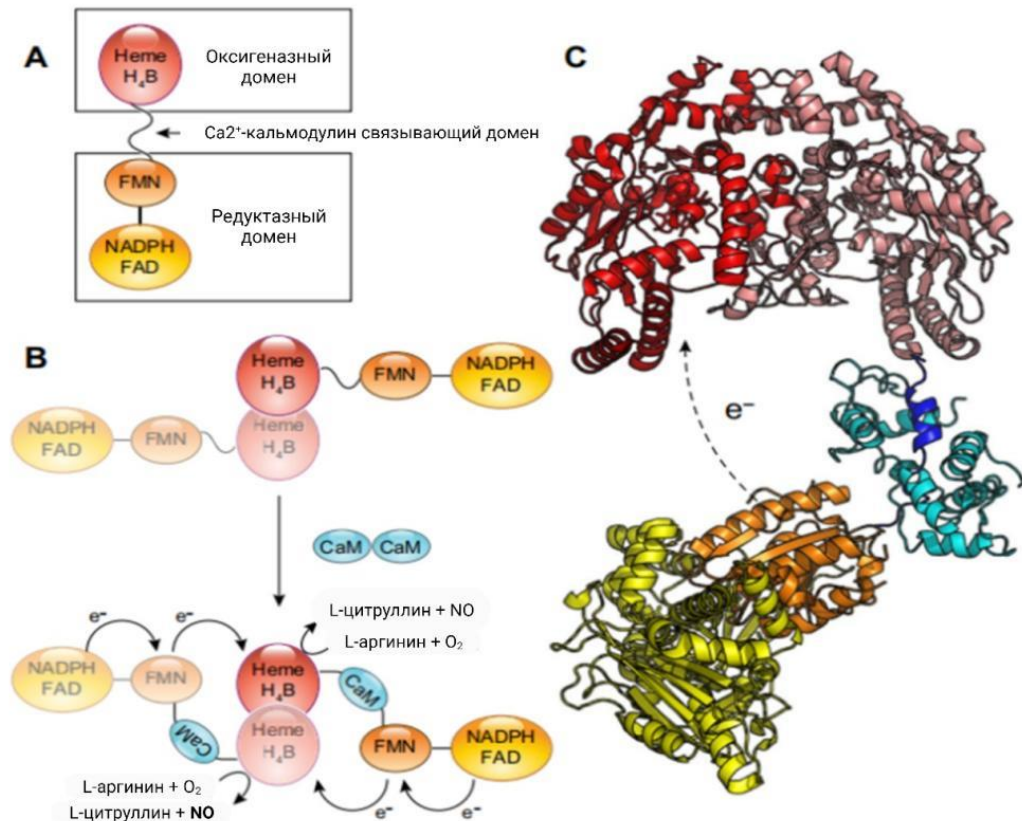 A
Heme
H₄B
Оксигеназный
домен
Ca2⁺-кальмодулин связывающий домен
FMN
NADPH
FAD
Редуктазный
домен
B
Heme
H₄B
FMN
NADPH
FAD
NADPH
FAD
FMN
Heme
H₄B
CaM CaM
L-цитруллин + NO
L-аргинин + O₂
e⁻
e⁻
NADPH
FAD
FMN
Heme
H₄B
CaM
CaM
Heme
H₄B
FMN
NADPH
FAD
L-аргинин + O₂
L-цитруллин + NO
e⁻
e⁻
C
e⁻